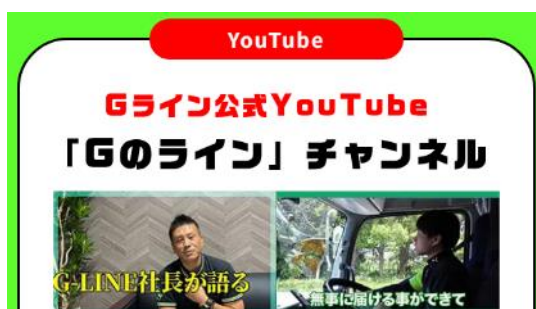 YouTube
Gライン公式YouTube
「Gのライン」チャンネル
G-LINE社長が語る
無事に届ける事ができて